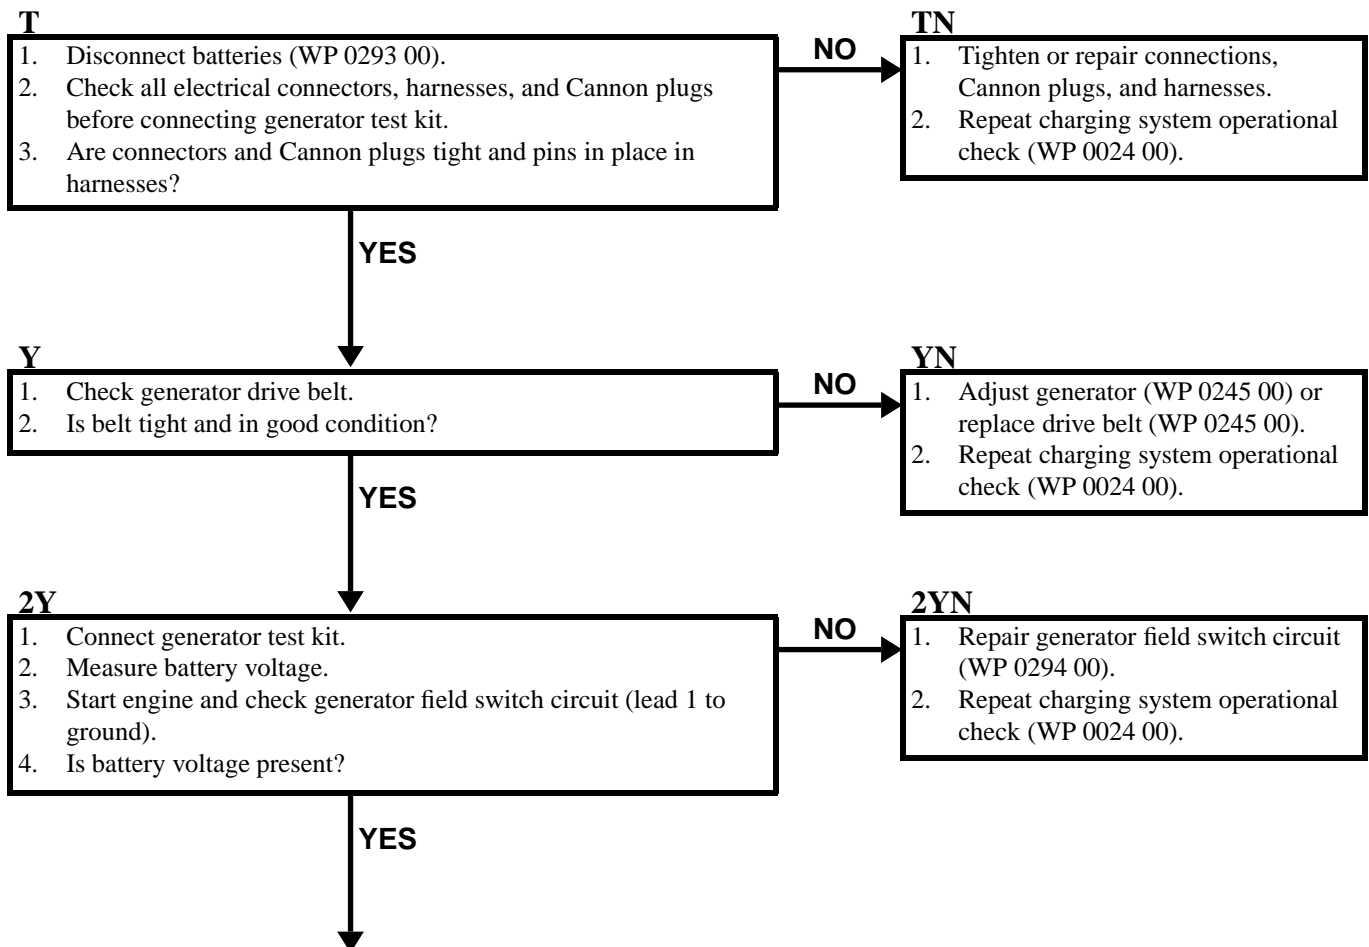 T
1. Disconnect batteries (WP 0293 00).
2. Check all electrical connectors, harnesses, and Cannon plugs
before connecting generator test kit.
3. Are connectors and Cannon plugs tight and pins in place in
harnesses?
NO
TN
1. Tighten or repair connections,
Cannon plugs, and harnesses.
2. Repeat charging system operational
check (WP 0024 00).
YES
Y
1. Check generator drive belt.
2. Is belt tight and in good condition?
NO
YN
1. Adjust generator (WP 0245 00) or
replace drive belt (WP 0245 00).
2. Repeat charging system operational
check (WP 0024 00).
YES
2Y
1. Connect generator test kit.
2. Measure battery voltage.
3. Start engine and check generator field switch circuit (lead 1 to
ground).
4. Is battery voltage present?
NO
2YN
1. Repair generator field switch circuit
(WP 0294 00).
2. Repeat charging system operational
check (WP 0024 00).
YES